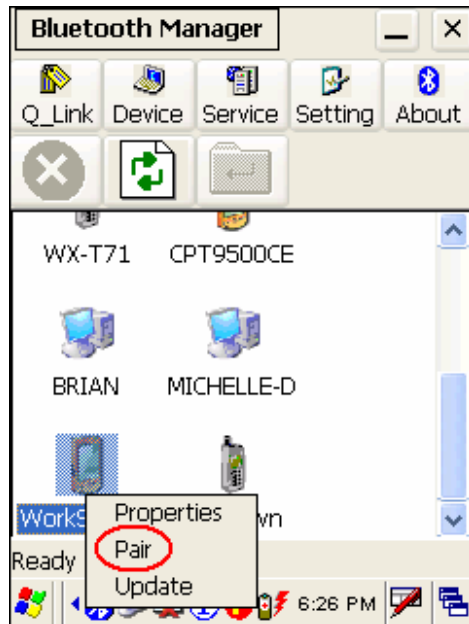 Bluetooth Manager
Q_Link Device Service Setting About
WX-T71 CPT9500CE
BRIAN MICHELLE-D
Properties
Pair
Ready
Update
6:26 PM